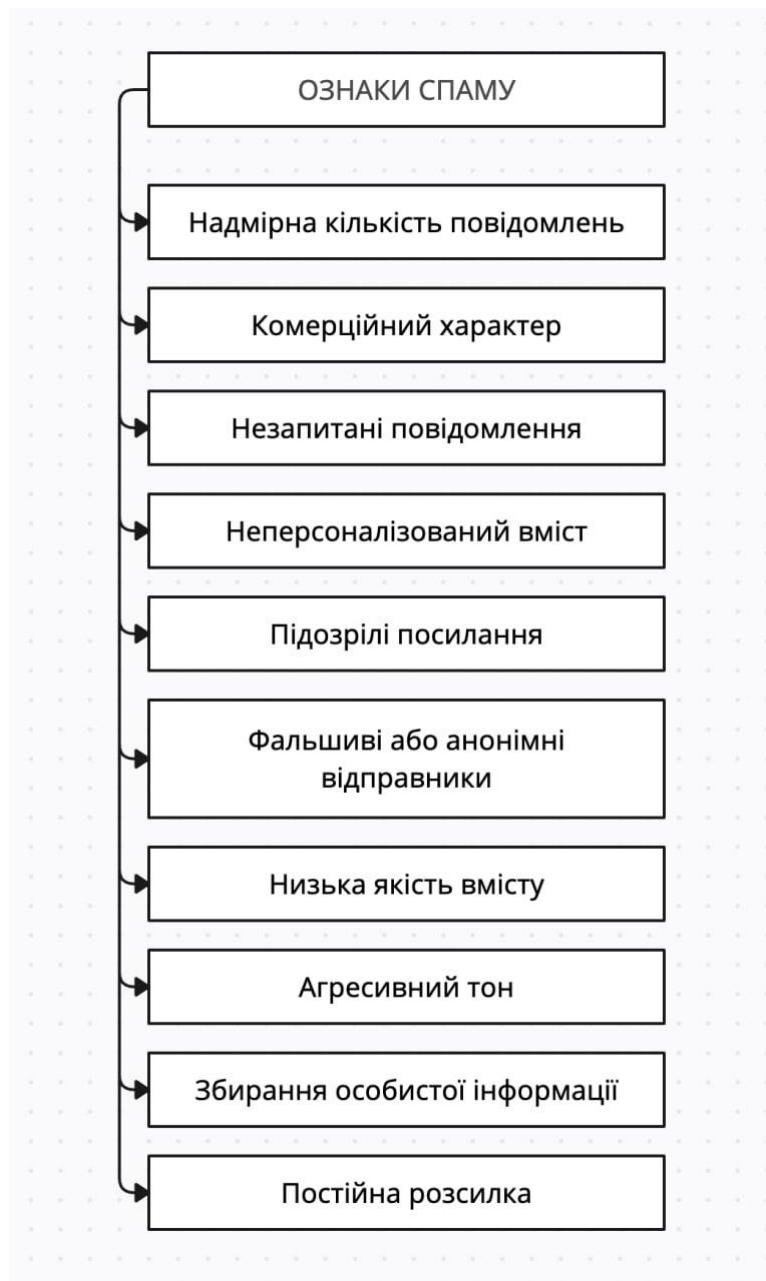 ОЗНАКИ СПАМУ
Надмірна кількість повідомлень
Комерційний характер
Незапитані повідомлення
Неперсоналізований вміст
Підозрілі посилання
Фальшиві або анонімні
відправники
Низька якість вмісту
Агресивний тон
Збирання особистої інформації
Постійна розсилка